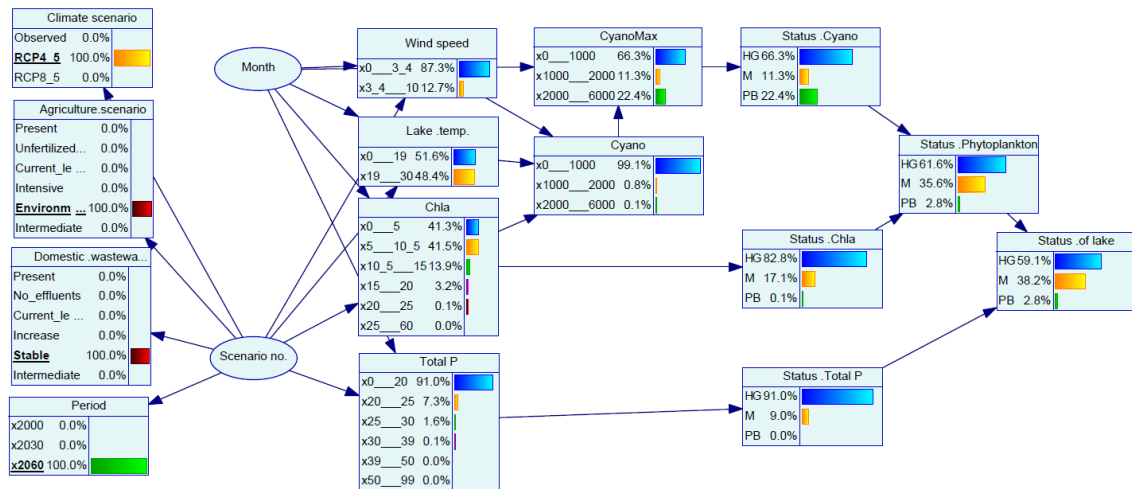 Climate scenario
Observed 0.0%
RCP4_5 100.0%
RCP8_5 0.0%
Agriculture.scenario
Present 0.0%
Unfertilized... 0.0%
Current_le ... 0.0%
Intensive 0.0%
Environm ... 100.0%
Intermediate 0.0%
Domestic .wastewa...
Present 0.0%
No_effluents 0.0%
Current_le ... 0.0%
Increase 0.0%
Stable 100.0%
Intermediate 0.0%
Period
x2000 0.0%
x2030 0.0%
x2060 100.0%
Month
Scenario no.
Wind speed
x0___3_4 87.3%
x3_4___10 12.7%
Lake .temp.
x0___19 51.6%
x19___30 48.4%
Chla
x0___5 41.3%
x5___10_5 41.5%
x10_5___15 13.9%
x15___20 3.2%
x20___25 0.1%
x25___60 0.0%
Total P
x0___20 91.0%
x20___25 7.3%
x25___30 1.6%
x30___39 0.1%
x39___50 0.0%
x50___99 0.0%
CyanoMax
x0___1000 66.3%
x1000___2000 11.3%
x2000___6000 22.4%
Cyano
x0___1000 99.1%
x1000___2000 0.8%
x2000___6000 0.1%
Status .Cyano
HG 66.3%
M 11.3%
PB 22.4%
Status .Chla
HG 82.8%
M 17.1%
PB 0.1%
Status .Total P
HG 91.0%
M 9.0%
PB 0.0%
Status .Phytoplankton
HG 61.6%
M 35.6%
PB 2.8%
Status .of lake
HG 59.1%
M 38.2%
PB 2.8%